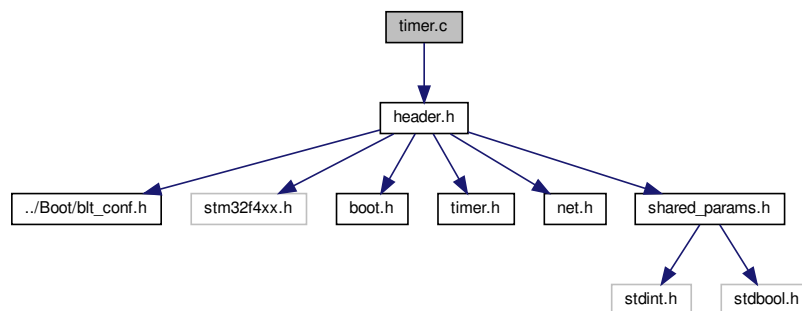 timer.c
header.h
../Boot/blt_conf.h
stm32f4xx.h
boot.h
timer.h
net.h
shared_params.h
stdint.h
stdbool.h